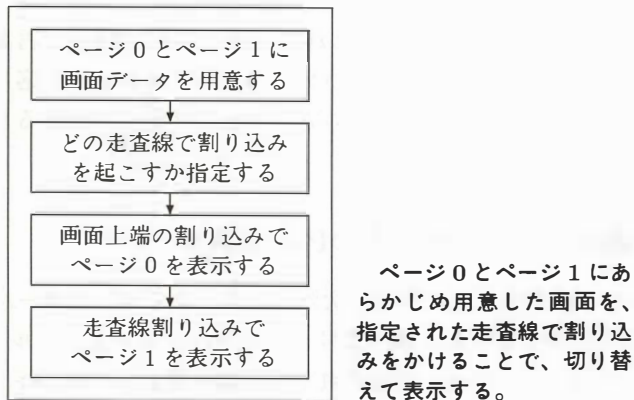 ページ0とページ1に
画面データを用意する
どの走査線で割り込み
を起こすか指定する
画面上端の割り込みで
ページ0を表示する
走査線割り込みで
ページ1を表示する
ページ0とページ1にあ
らかじめ用意した画面を、
指定された走査線で割り込
みをかけることで、切り替
えて表示する。